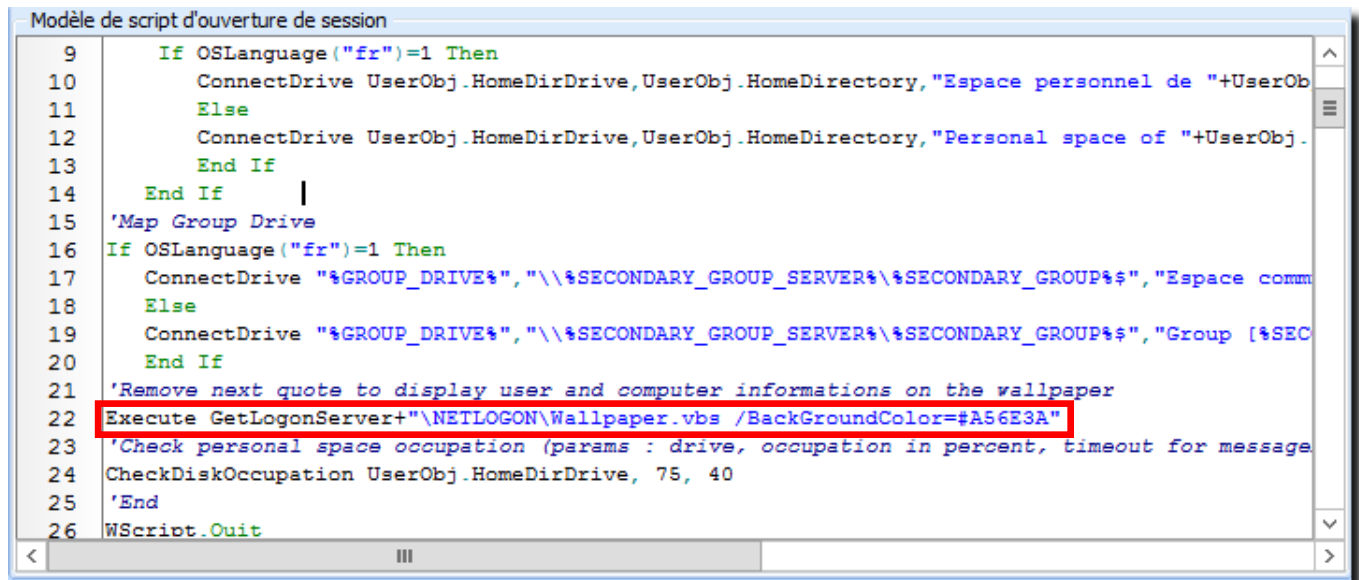 Modèle de script d'ouverture de session
9 If OSLanguage("fr")=1 Then
10 ConnectDrive UserObj.HomeDirDrive,UserObj.HomeDirectory,"Espace personnel de "+UserOb
11 Else
12 ConnectDrive UserObj.HomeDirDrive,UserObj.HomeDirectory,"Personal space of "+UserObj.
13 End If
14 End If
15 'Map Group Drive
16 If OSLanguage("fr")=1 Then
17 ConnectDrive "%GROUP_DRIVE%","\\%SECONDARY_GROUP_SERVER%\%SECONDARY_GROUP%$","Espace comm
18 Else
19 ConnectDrive "%GROUP_DRIVE%","\\%SECONDARY_GROUP_SERVER%\%SECONDARY_GROUP%$","Group [%SEC
20 End If
21 'Remove next quote to display user and computer informations on the wallpaper
22 Execute GetLogonServer+"\NETLOGON\Wallpaper.vbs /BackGroundColor=#A56E3A"
23 'Check personal space occupation (params : drive, occupation in percent, timeout for message
24 CheckDiskOccupation UserObj.HomeDirDrive, 75, 40
25 'End
26 WScript.Quit